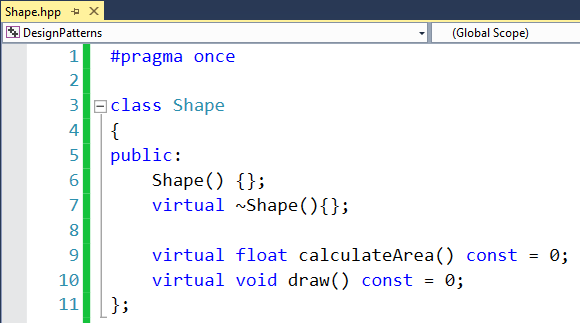 Shape.hpp
DesignPatterns (Global Scope)
1 #pragma once
2
3 class Shape
4 {
5 public:
6 Shape() {};
7 virtual ~Shape(){};
8
9 virtual float calculateArea() const = 0;
10 virtual void draw() const = 0;
11 };